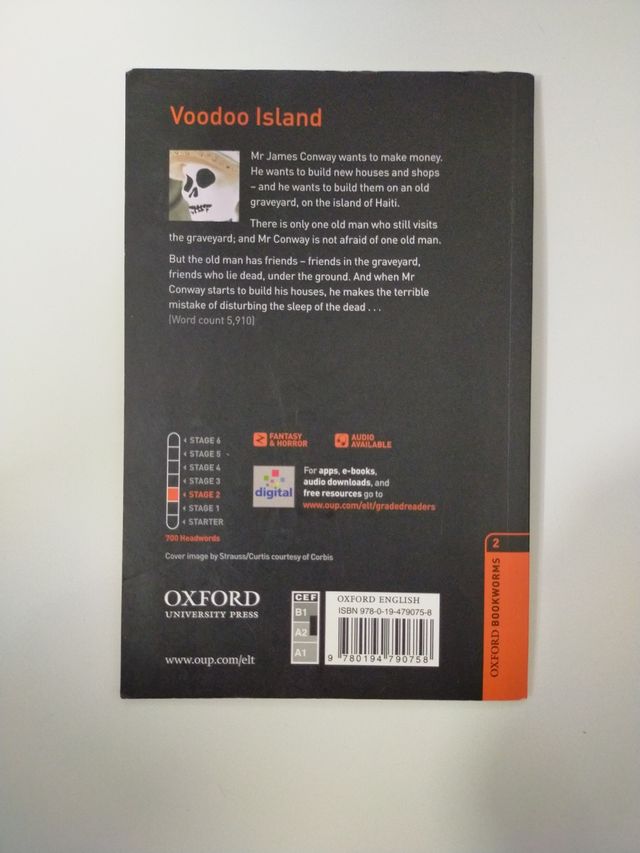 Voodoo Island
Mr James Conway wants to make money.
He wants to build new houses and shops
– and he wants to build them on an old
graveyard, on the island of Haiti.
There is only one old man who still visits
the graveyard; and Mr Conway is not afraid of one old man.
But the old man has friends – friends in the graveyard,
friends who lie dead, under the ground. And when Mr
Conway starts to build his houses, he makes the terrible
mistake of disturbing the sleep of the dead . . .
(Word count 5,910)
STAGE 6
STAGE 5
STAGE 4
STAGE 3
STAGE 2
STAGE 1
STARTER
700 Headwords
FANTASY
& HORROR
AUDIO
AVAILABLE
digital
For apps, e-books,
audio downloads, and
free resources go to
www.oup.com/elt/gradedreaders
Cover image by Strauss/Curtis courtesy of Corbis
OXFORD
UNIVERSITY PRESS
www.oup.com/elt
CEF
B1
A2
A1
OXFORD ENGLISH
ISBN 978-0-19-479075-8
9 780194 790758
2
OXFORD BOOKWORMS